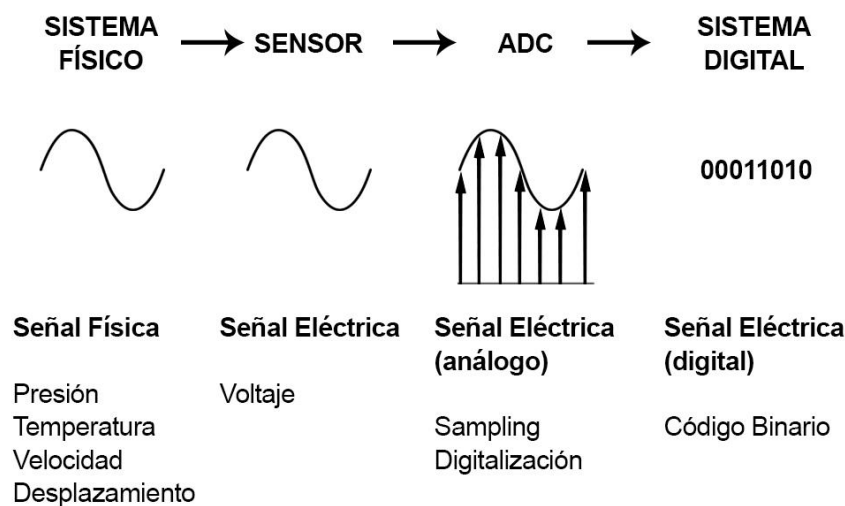 SISTEMA
FÍSICO
SENSOR
ADC
SISTEMA
DIGITAL
00011010
Señal Física
Presión
Temperatura
Velocidad
Desplazamiento
Señal Eléctrica
Voltaje
Señal Eléctrica
(análogo)
Sampling
Digitalización
Señal Eléctrica
(digital)
Código Binario